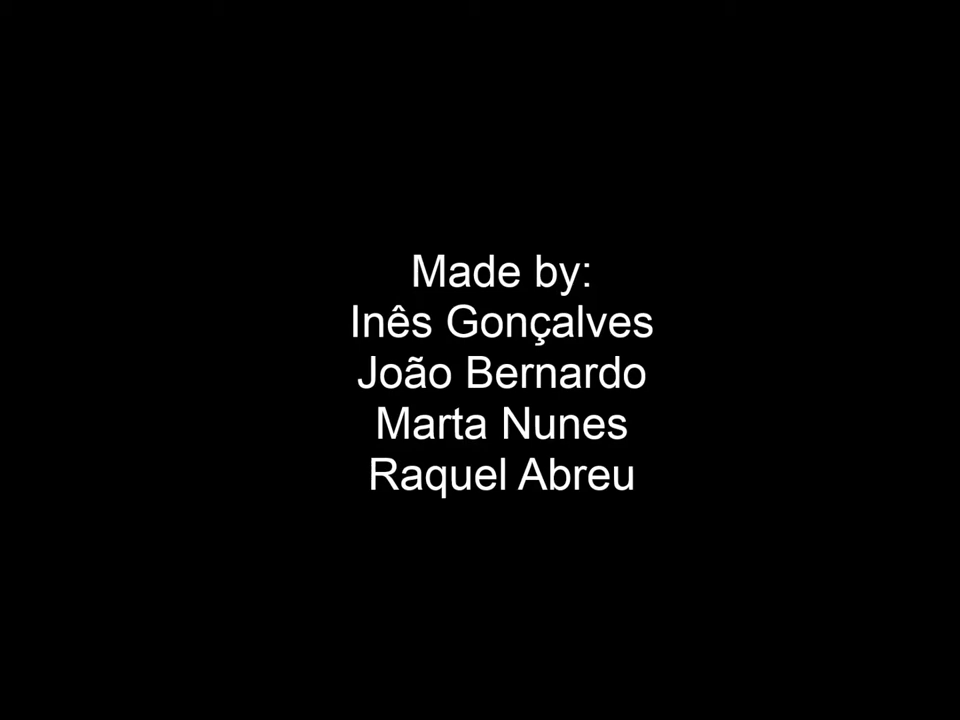 Made by:
Inês Gonçalves
João Bernardo
Marta Nunes
Raquel Abreu